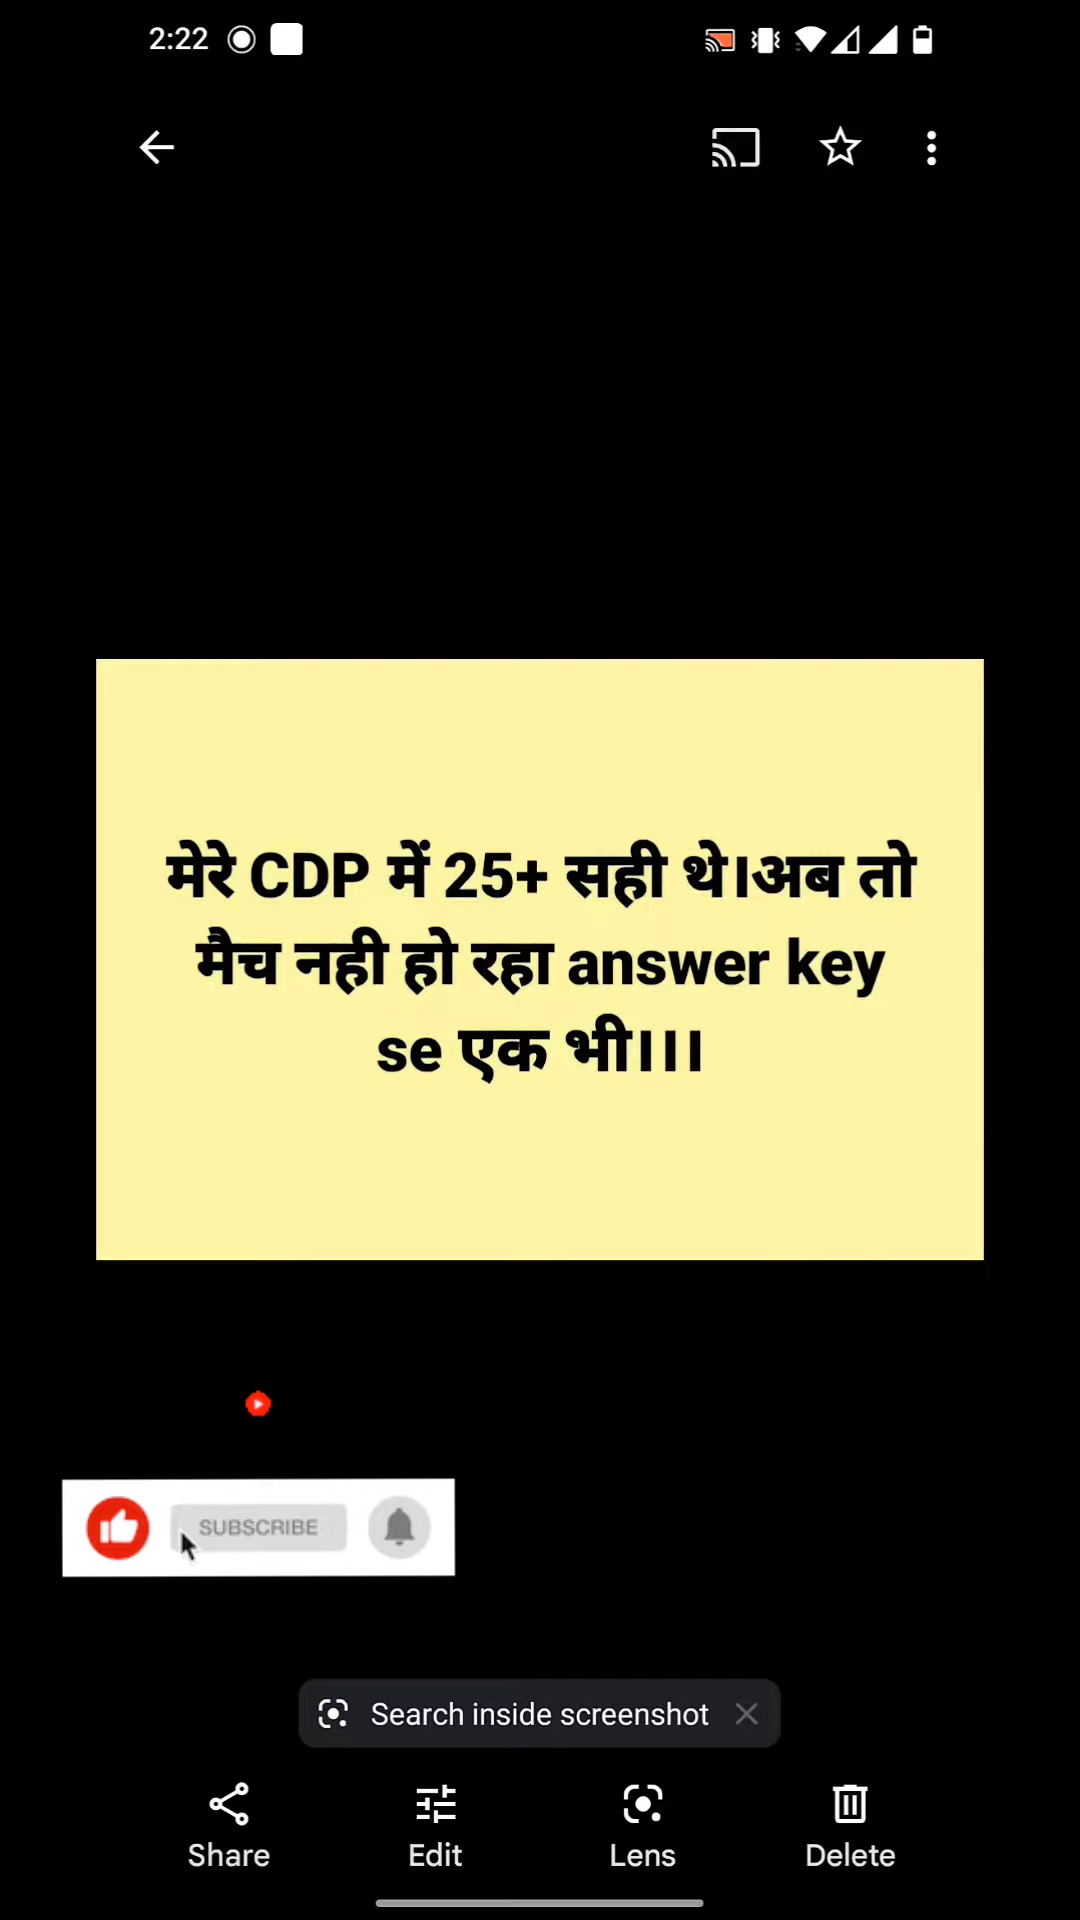 2:22
मेरे CDP में 25+ सही थे।अब तो
मैच नही हो रहा answer key
se एक भी।।।
SUBSCRIBE
Search inside screenshot
Share Edit Lens Delete